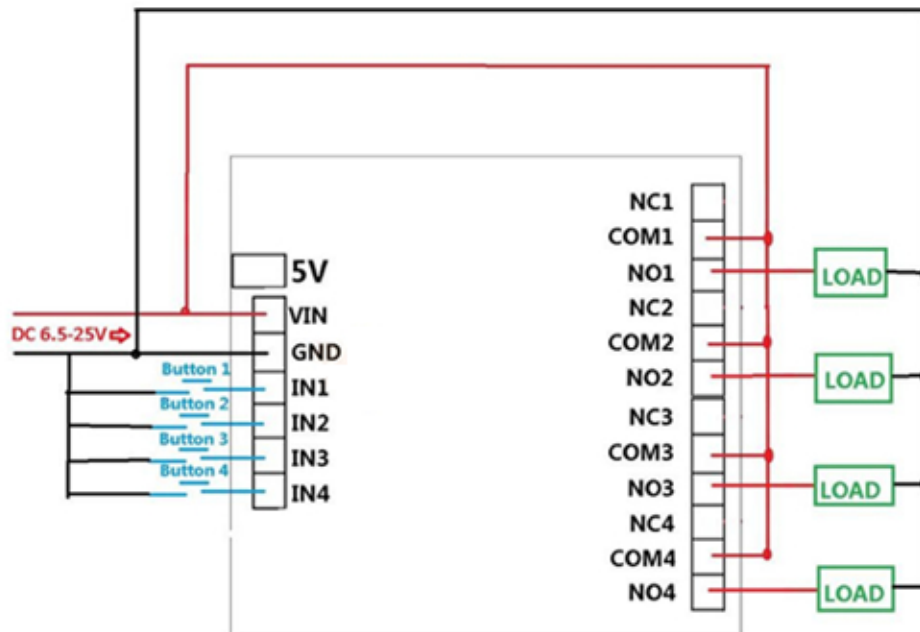 5V
VIN
DC 6.5-25V
GND
Button 1
IN1
Button 2
IN2
Button 3
IN3
Button 4
IN4
NC1
COM1
NO1
NC2
COM2
NO2
NC3
COM3
NO3
NC4
COM4
NO4
LOAD
LOAD
LOAD
LOAD